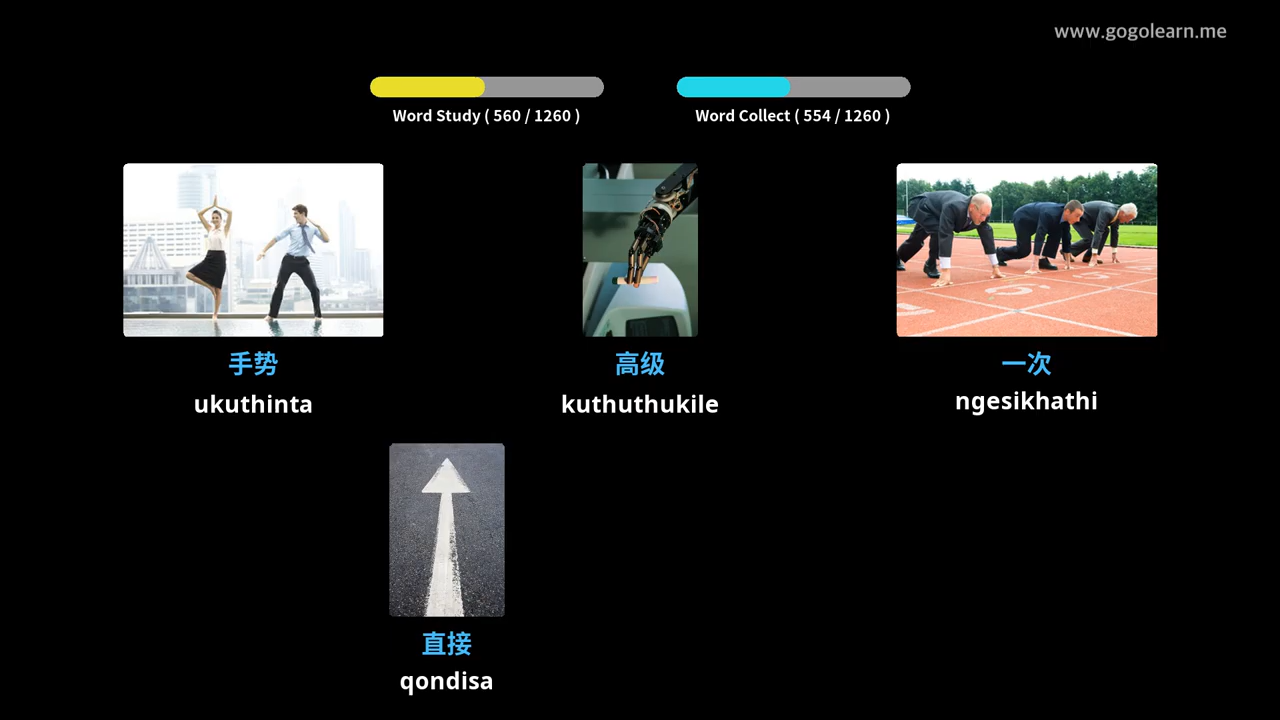 www.gogolearn.me
Word Study ( 560 / 1260 )
Word Collect ( 554 / 1260 )
手势
ukuthinta
高级
kuthuthukile
一次
ngesikhathi
直接
qondisa